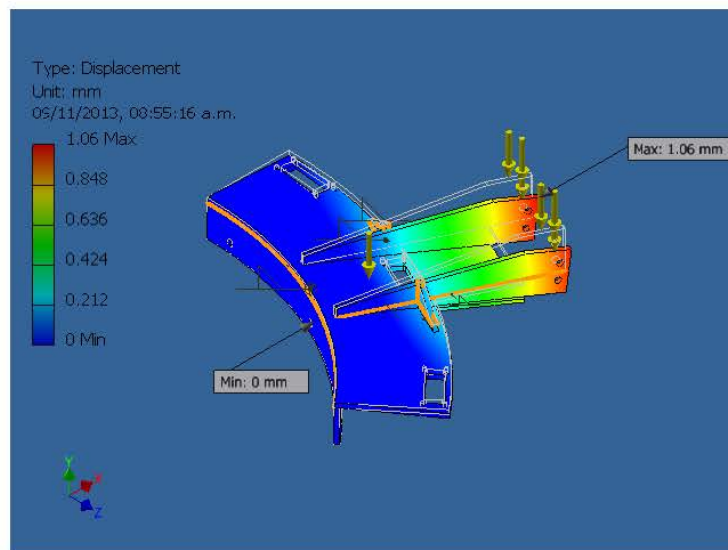 Type: Displacement
Unit: mm
09/11/2013, 08:55:16 a.m.
1.06 Max
0.848
0.636
0.424
0.212
0 Min
Max: 1.06 mm
Min: 0 mm
Y
X
Z